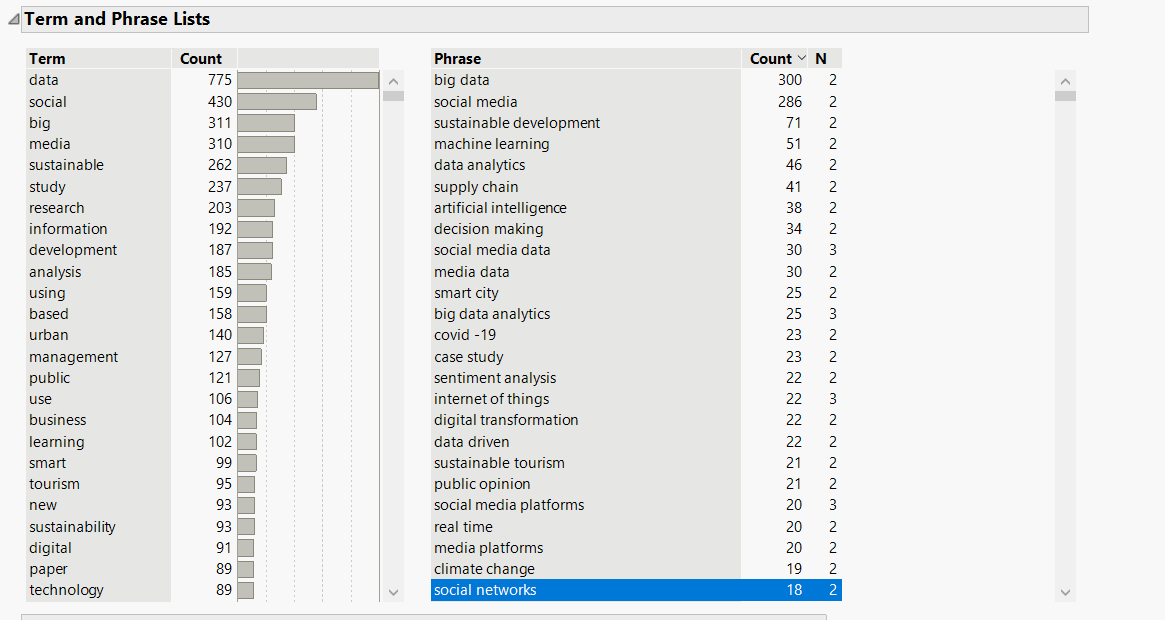 Term and Phrase Lists
Term Count
data 775
social 430
big 311
media 310
sustainable 262
study 237
research 203
information 192
development 187
analysis 185
using 159
based 158
urban 140
management 127
public 121
use 106
business 104
learning 102
smart 99
tourism 95
new 93
sustainability 93
digital 91
paper 89
technology 89
Phrase Count N
big data 300 2
social media 286 2
sustainable development 71 2
machine learning 51 2
data analytics 46 2
supply chain 41 2
artificial intelligence 38 2
decision making 34 2
social media data 30 3
media data 30 2
smart city 25 2
big data analytics 25 3
covid -19 23 2
case study 23 2
sentiment analysis 22 2
internet of things 22 3
digital transformation 22 2
data driven 22 2
sustainable tourism 21 2
public opinion 21 2
social media platforms 20 3
real time 20 2
media platforms 20 2
climate change 19 2
social networks 18 2